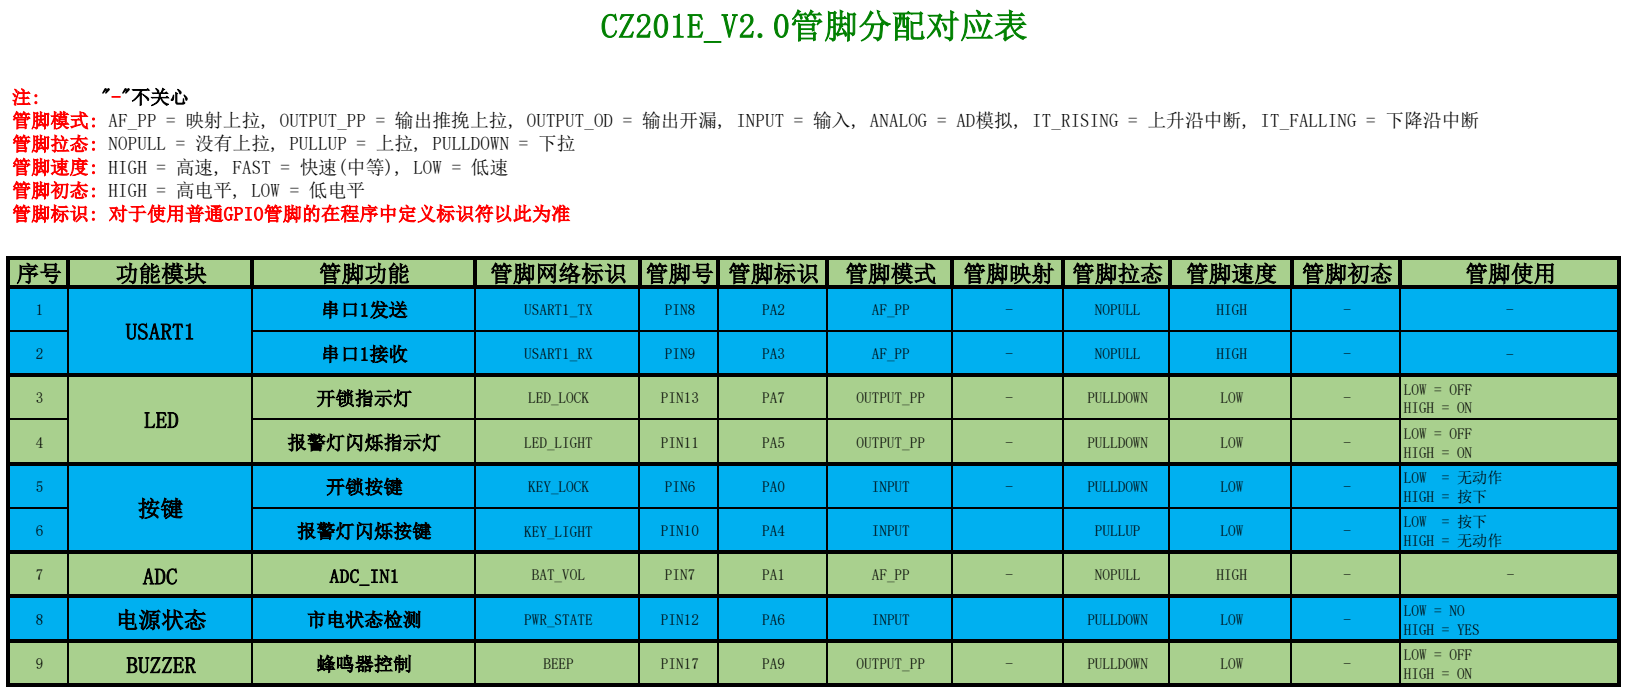 CZ201E_V2.0管脚分配对应表
注: "-"不关心
管脚模式: AF_PP = 映射上拉, OUTPUT_PP = 输出推挽上拉, OUTPUT_OD = 输出开漏, INPUT = 输入, ANALOG = AD模拟, IT_RISING = 上升沿中断, IT_FALLING = 下降沿中断
管脚拉态: NOPULL = 没有上拉, PULLUP = 上拉, PULLDOWN = 下拉
管脚速度: HIGH = 高速, FAST = 快速(中等), LOW = 低速
管脚初态: HIGH = 高电平, LOW = 低电平
管脚标识: 对于使用普通GPIO管脚的在程序中定义标识符以此为准
序号 功能模块 管脚功能 管脚网络标识 管脚号 管脚标识 管脚模式 管脚映射 管脚拉态 管脚速度 管脚初态 管脚使用
1 USART1 串口1发送 USART1_TX PIN8 PA2 AF_PP - NOPULL HIGH - -
2 串口1接收 USART1_RX PIN9 PA3 AF_PP - NOPULL HIGH - -
3 LED 开锁指示灯 LED_LOCK PIN13 PA7 OUTPUT_PP - PULLDOWN LOW - LOW = OFF
HIGH = ON
4 报警灯闪烁指示灯 LED_LIGHT PIN11 PA5 OUTPUT_PP - PULLDOWN LOW - LOW = OFF
HIGH = ON
5 按键 开锁按键 KEY_LOCK PIN6 PA0 INPUT - PULLDOWN LOW - LOW = 无动作
HIGH = 按下
6 报警灯闪烁按键 KEY_LIGHT PIN10 PA4 INPUT PULLUP LOW - LOW = 按下
HIGH = 无动作
7 ADC ADC_IN1 BAT_VOL PIN7 PA1 AF_PP - NOPULL HIGH - -
8 电源状态 市电状态检测 PWR_STATE PIN12 PA6 INPUT PULLDOWN LOW - LOW = NO
HIGH = YES
9 BUZZER 蜂鸣器控制 BEEP PIN17 PA9 OUTPUT_PP - PULLDOWN LOW - LOW = OFF
HIGH = ON